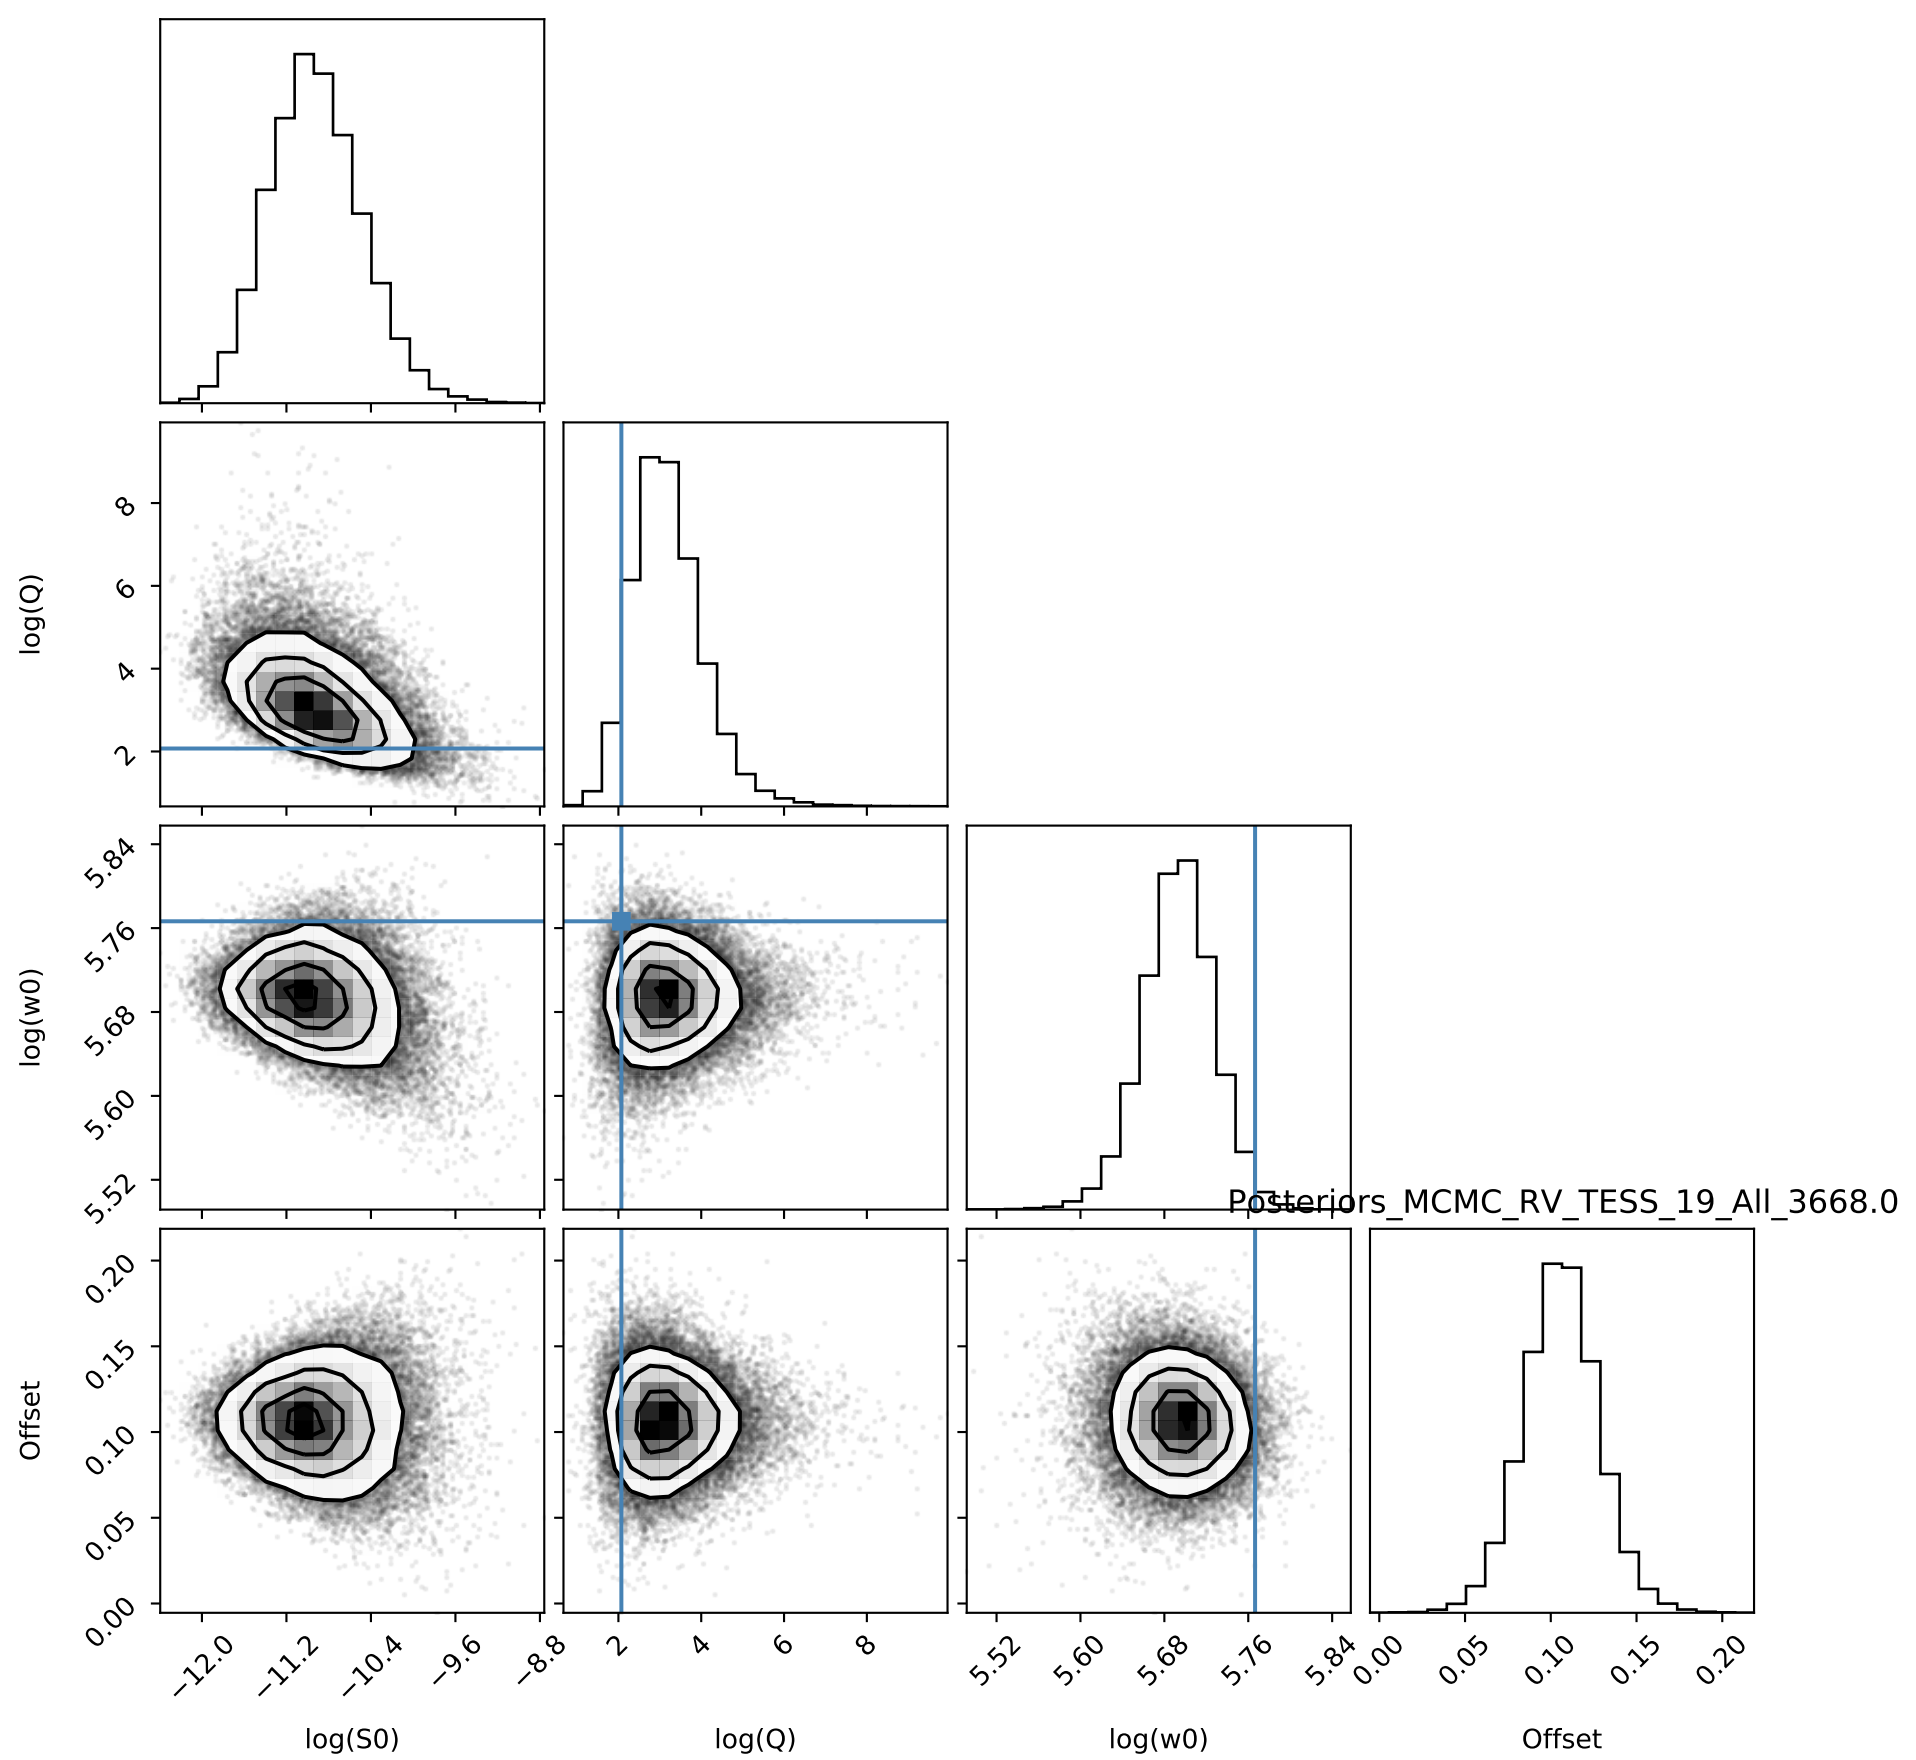 log(Q)
8
6
4
2
log(w0)
5.84
5.76
5.68
5.60
5.52
Posteriors_MCMC_RV_TESS_19_All_3668.0
Offset
0.20
0.15
0.10
0.05
0.00
−12.0 −11.2 −10.4 −9.6 −8.8 2 4 6 8 5.52 5.60 5.68 5.76 5.84 0.00 0.05 0.10 0.15 0.20
log(S0) log(Q) log(w0) Offset